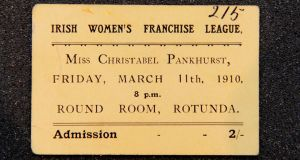 215
IRISH WOMEN'S FRANCHISE LEAGUE.
MISS CHRISTABEL PANKHURST,
FRIDAY, MARCH 11th, 1910.
8 p.m.
ROUND ROOM, ROTUNDA.
Admission - - 2/-